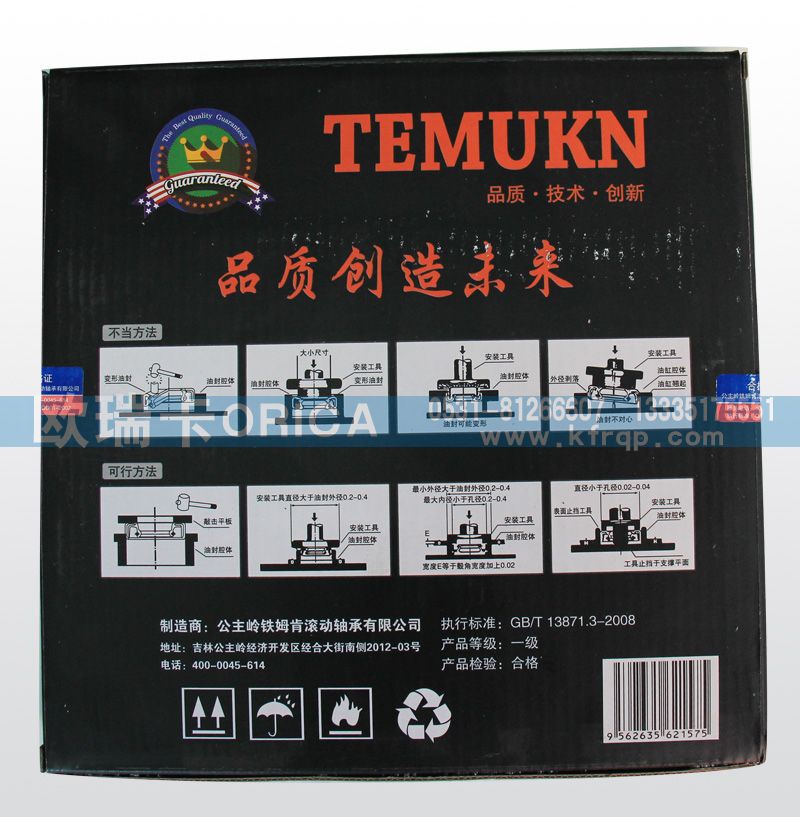 The Best Quality Guaranteed
Guaranteed
TEMUKN
品质·技术·创新
品质创造未来
不当方法
变形油封
油封腔体
大小尺寸
安装工具
变形油封
油封腔体
安装工具
油封腔体
油封可能变形
安装工具
外径剥落
油缸腔体
油缸翘起
油封不对心
欧瑞卡ORICA
www.kfrqp.com
可行方法
敲击平板
油封腔体
安装工具直径大于油封外径0.2-0.4
安装工具
油封腔体
最小外径大于油封外径0.2-0.4
最大内径小于孔径0.2-0.4
安装工具
E
油封腔体
宽度E等于毂角宽度加上0.02
直径小于孔径0.02-0.04
表面止挡工具
安装工具
油封腔体
工具止挡于支撑平面
制造商：公主岭铁姆肯滚动轴承有限公司
地址：吉林公主岭经济开发区经合大街南侧2012-03号
电话：400-0045-614
执行标准：GB/T 13871.3-2008
产品等级：一级
产品检验：合格
9 562635 621575